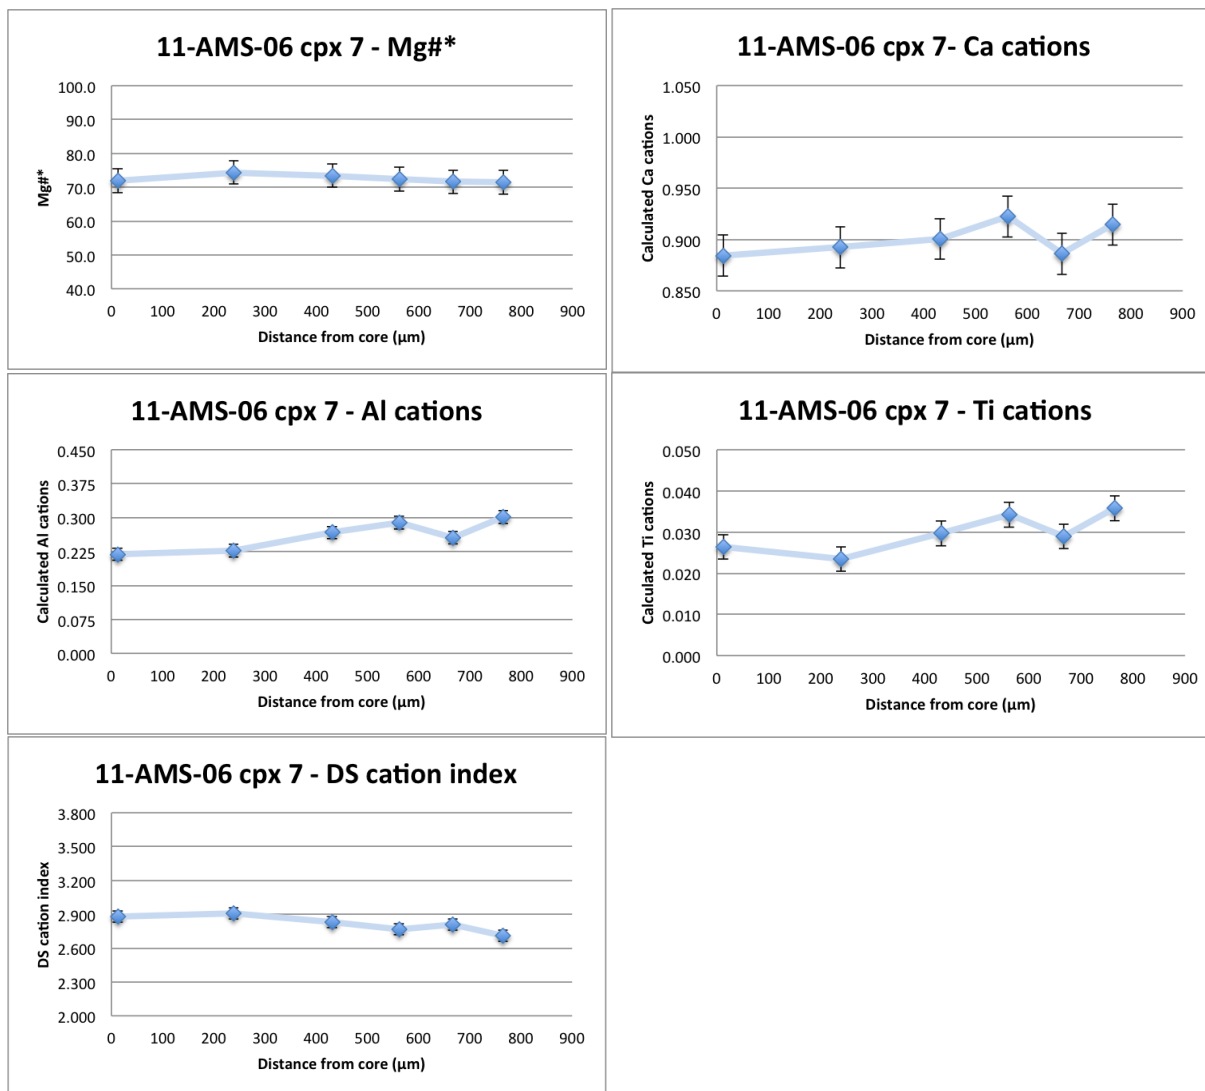 11-AMS-06 cpx 7 - Mg#*
100.0
90.0
80.0
70.0
60.0
50.0
40.0
Mg#*
0 100 200 300 400 500 600 700 800 900
Distance from core (µm)
11-AMS-06 cpx 7- Ca cations
1.050
1.000
0.950
0.900
0.850
Calculated Ca cations
0 100 200 300 400 500 600 700 800 900
Distance from core (µm)
11-AMS-06 cpx 7 - Al cations
0.450
0.375
0.300
0.225
0.150
0.075
0.000
Calculated Al cations
0 100 200 300 400 500 600 700 800 900
Distance from core (µm)
11-AMS-06 cpx 7 - Ti cations
0.050
0.040
0.030
0.020
0.010
0.000
Calculated Ti cations
0 100 200 300 400 500 600 700 800 900
Distance from core (µm)
11-AMS-06 cpx 7 - DS cation index
3.800
3.500
3.200
2.900
2.600
2.300
2.000
DS cation index
0 100 200 300 400 500 600 700 800 900
Distance from core (µm)